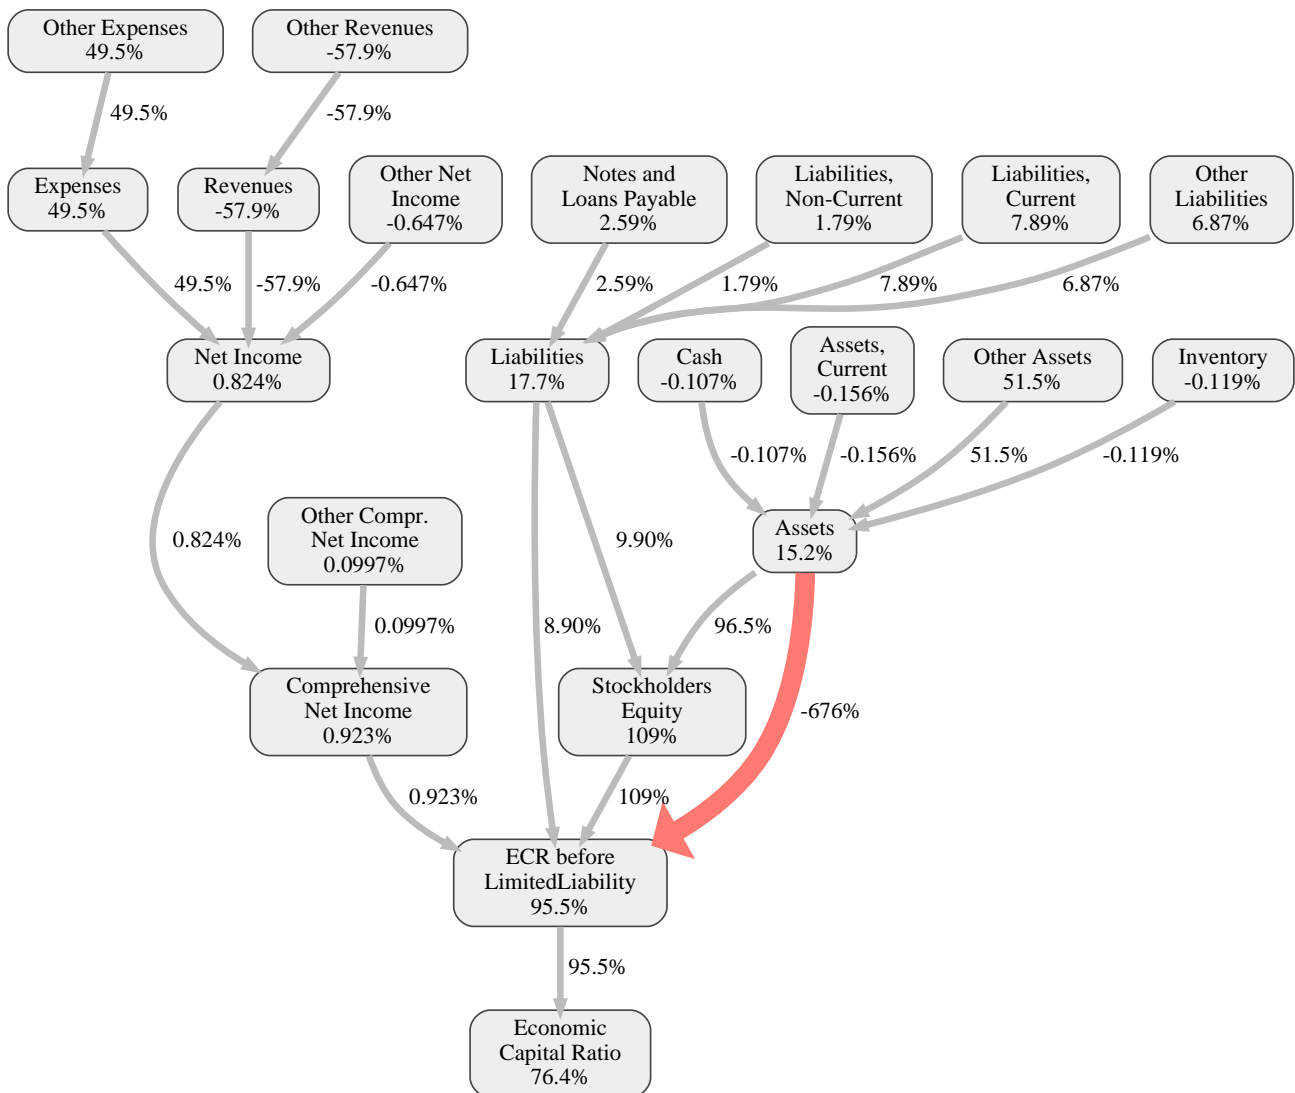 Other Expenses
49.5%
Other Revenues
-57.9%
49.5%
-57.9%
Expenses
49.5%
Revenues
-57.9%
Other Net
Income
-0.647%
Notes and
Loans Payable
2.59%
Liabilities,
Non-Current
1.79%
Liabilities,
Current
7.89%
Other
Liabilities
6.87%
49.5%
-57.9%
-0.647%
2.59%
1.79%
7.89%
6.87%
Net Income
0.824%
Liabilities
17.7%
Cash
-0.107%
Assets,
Current
-0.156%
Other Assets
51.5%
Inventory
-0.119%
-0.107%
-0.156%
51.5%
-0.119%
0.824%
Other Compr.
Net Income
0.0997%
9.90%
Assets
15.2%
0.0997%
8.90%
96.5%
Comprehensive
Net Income
0.923%
Stockholders
Equity
109%
-676%
0.923%
109%
ECR before
LimitedLiability
95.5%
95.5%
Economic
Capital Ratio
76.4%